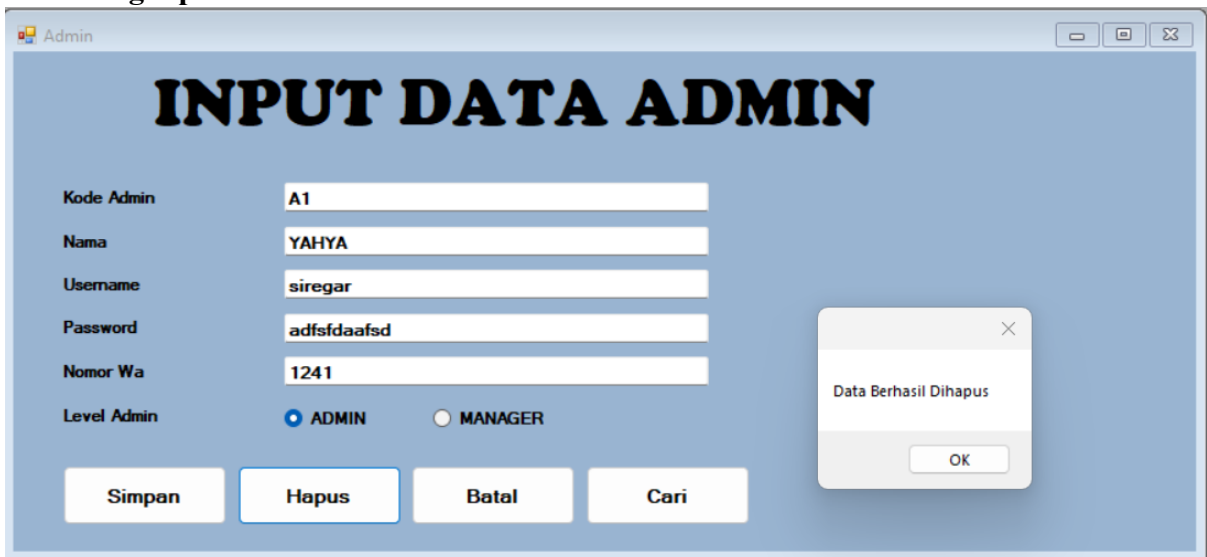 Admin
INPUT DATA ADMIN
Kode Admin A1
Nama YAHYA
Username siregar
Password adfsfdaafsd
Nomor Wa 1241
Level Admin ADMIN MANAGER
Data Berhasil Dihapus
OK
Simpan Hapus Batal Cari